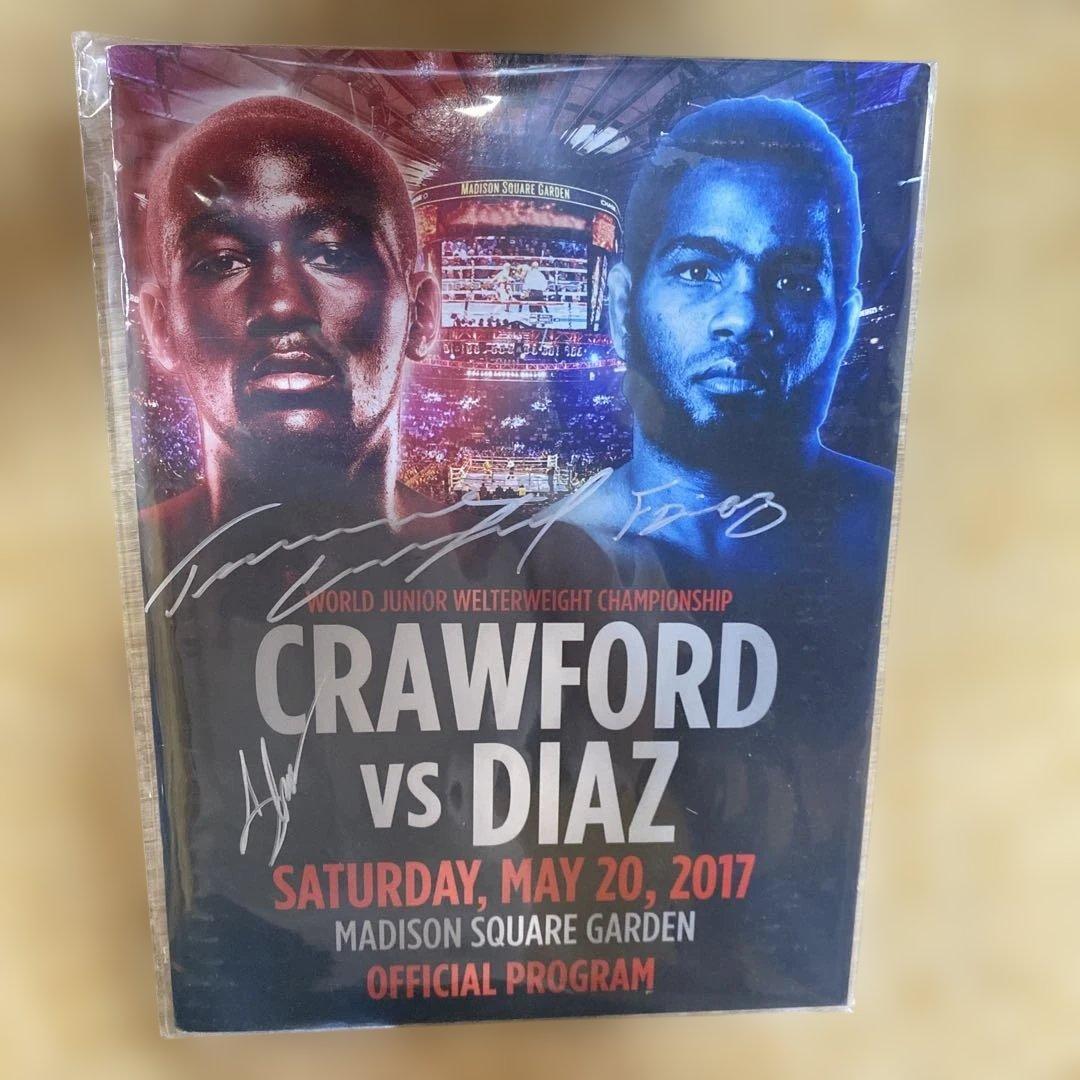 MADISON SQUARE GARDEN
F Diaz
WORLD JUNIOR WELTERWEIGHT CHAMPIONSHIP
CRAWFORD
VS DIAZ
SATURDAY, MAY 20, 2017
MADISON SQUARE GARDEN
OFFICIAL PROGRAM